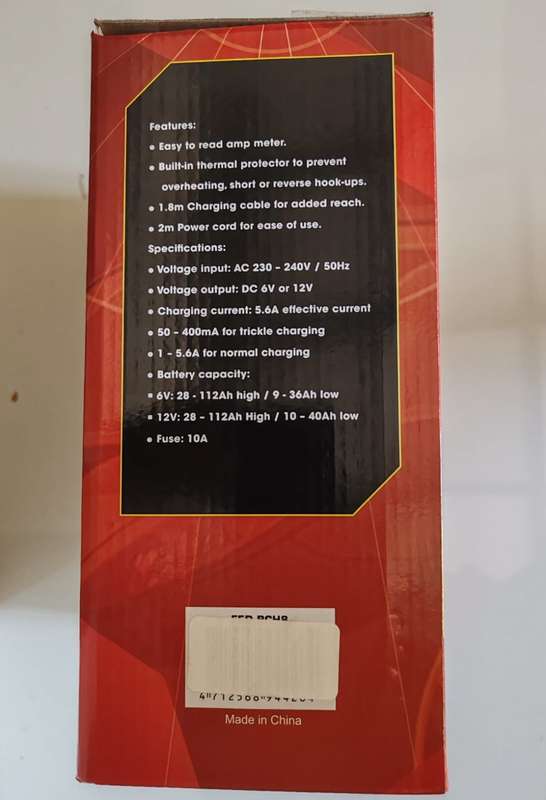 Features:
• Easy to read amp meter.
• Built-in thermal protector to prevent
overheating, short or reverse hook-ups.
• 1.8m Charging cable for added reach.
• 2m Power cord for ease of use.
Specifications:
• Voltage input: AC 230 – 240V / 50Hz
• Voltage output: DC 6V or 12V
• Charging current: 5.6A effective current
• 50 – 400mA for trickle charging
• 1 – 5.6A for normal charging
• Battery capacity:
▪ 6V: 28 - 112Ah high / 9 - 36Ah low
▪ 12V: 28 – 112Ah High / 10 – 40Ah low
• Fuse: 10A
Made in China